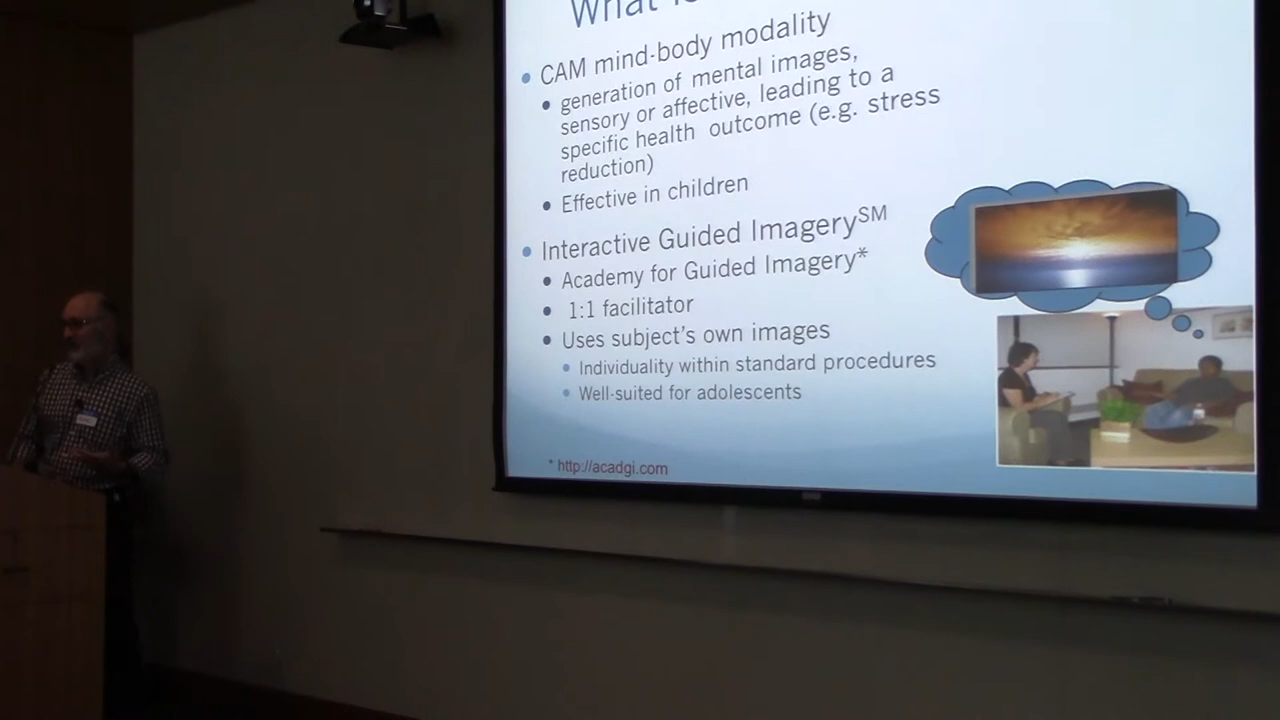 What is
CAM mind-body modality
generation of mental images,
sensory or affective, leading to a
specific health outcome (e.g. stress
reduction)
Effective in children
Interactive Guided Imagery℠
Academy for Guided Imagery*
1:1 facilitator
Uses subject's own images
Individuality within standard procedures
Well-suited for adolescents
* http://acadgi.com